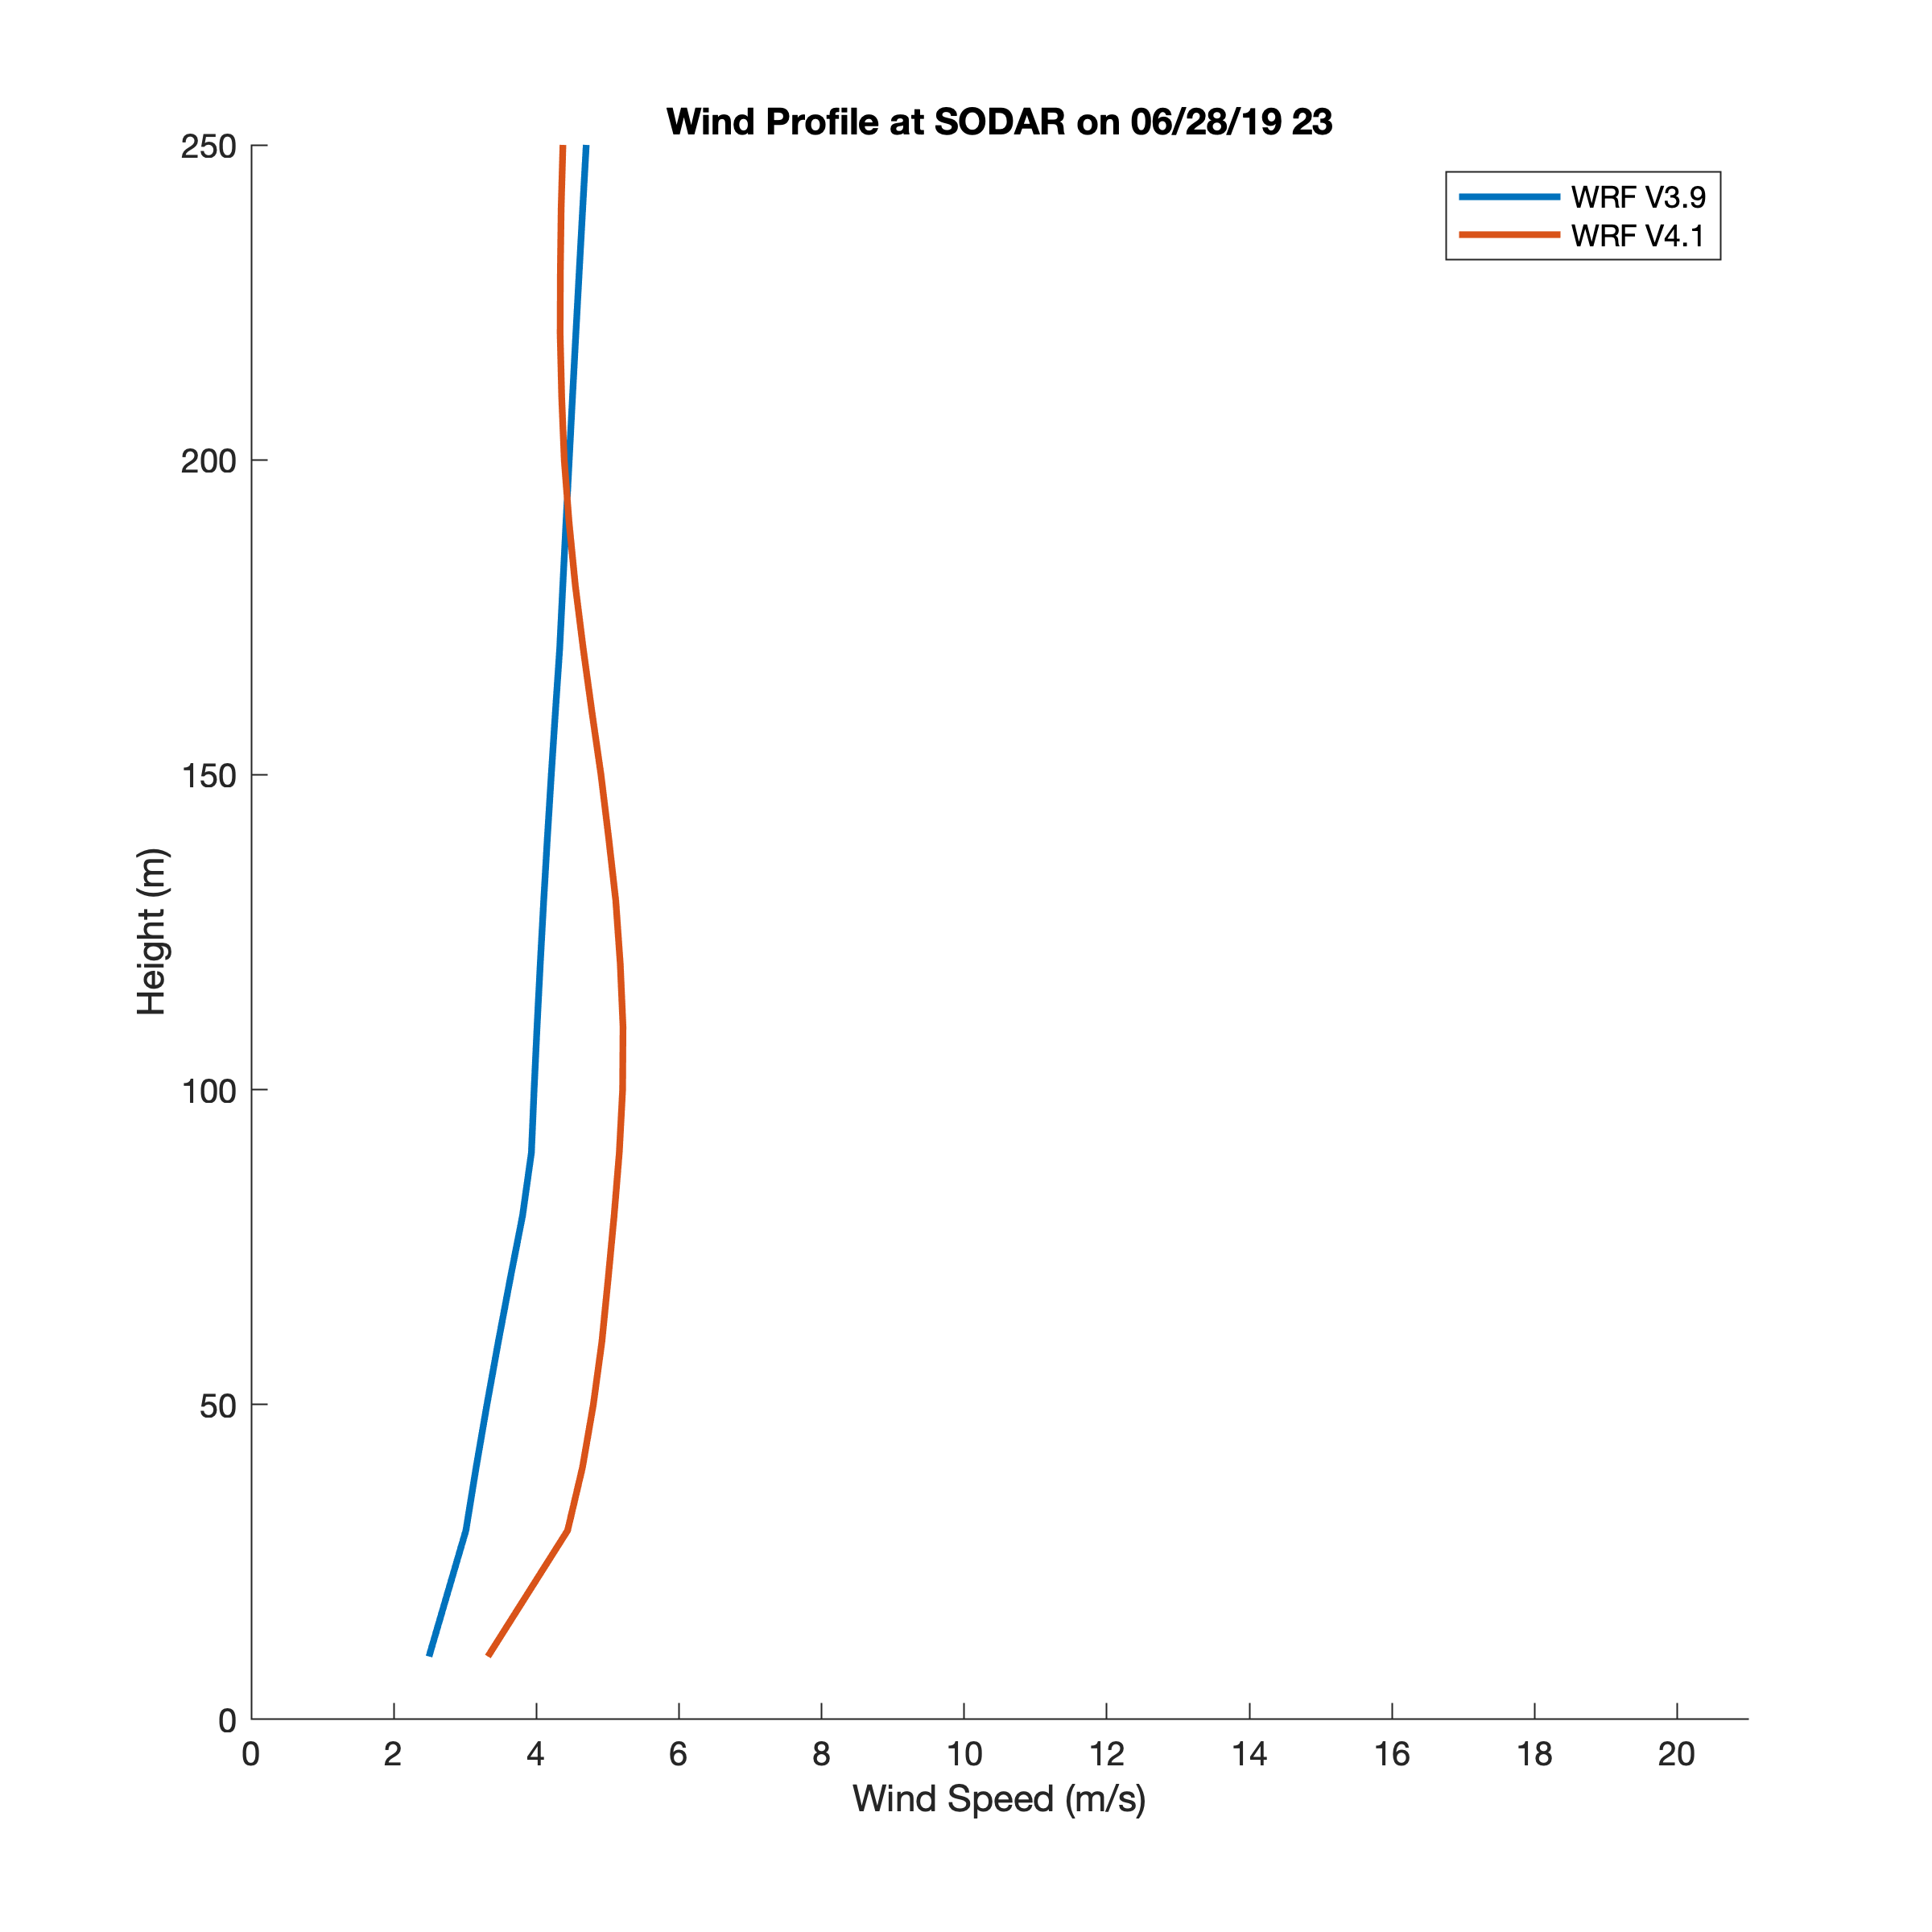 Wind Profile at SODAR on 06/28/19 23
WRF V3.9
WRF V4.1
250
200
150
100
50
0
Height (m)
0 2 4 6 8 10 12 14 16 18 20
Wind Speed (m/s)